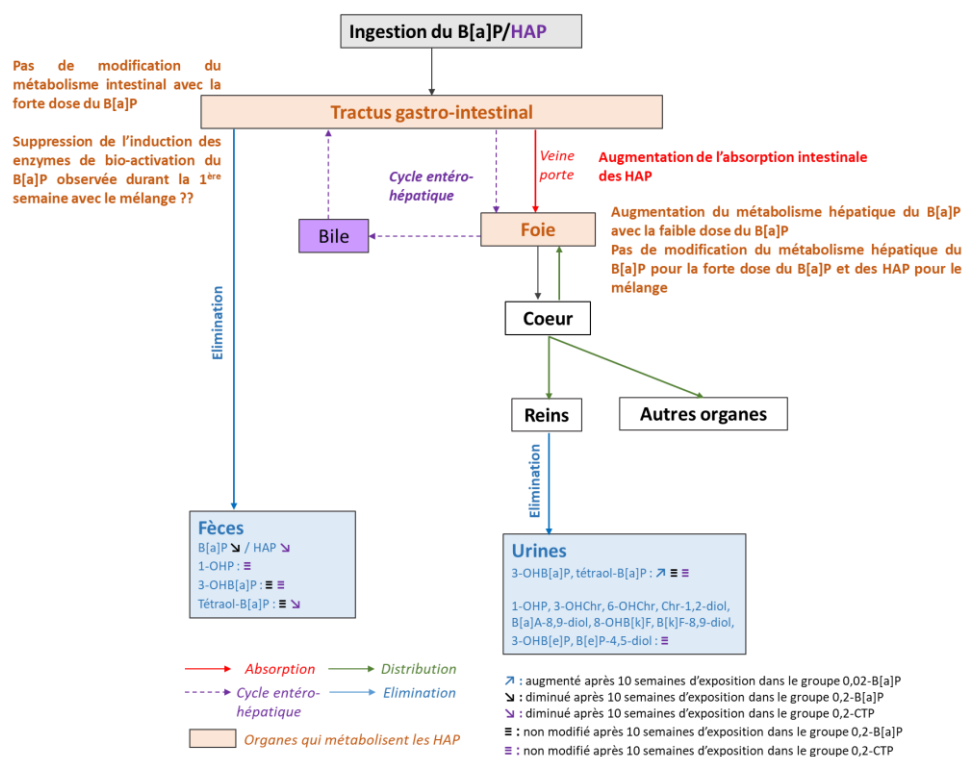 Ingestion du B[a]P/HAP
Pas de modification du
métabolisme intestinal avec la
forte dose du B[a]P
Tractus gastro-intestinal
Suppression de l'induction des
enzymes de bio-activation du
B[a]P observée durant la 1ère
semaine avec le mélange ??
Cycle entéro-
hépatique
Veine
porte
Augmentation de l'absorption intestinale
des HAP
Bile
Foie
Augmentation du métabolisme hépatique du B[a]P
avec la faible dose du B[a]P
Pas de modification du métabolisme hépatique du
B[a]P pour la forte dose du B[a]P et des HAP pour le
mélange
Elimination
Coeur
Reins
Autres organes
Elimination
Fèces
B[a]P ↘ / HAP ↘
1-OHP : ≡
3-OHB[a]P : ≡ ≡
Tétraol-B[a]P : ≡ ↘
Urines
3-OHB[a]P, tétraol-B[a]P : ↗ ≡ ≡
1-OHP, 3-OHChr, 6-OHChr, Chr-1,2-diol,
B[a]A-8,9-diol, 8-OHB[k]F, B[k]F-8,9-diol,
3-OHB[e]P, B[e]P-4,5-diol : ≡
Absorption
Distribution
Cycle entéro-
hépatique
Elimination
Organes qui métabolisent les HAP
↗ : augmenté après 10 semaines d'exposition dans le groupe 0,02-B[a]P
↘ : diminué après 10 semaines d'exposition dans le groupe 0,2-B[a]P
↘ : diminué après 10 semaines d'exposition dans le groupe 0,2-CTP
≡ : non modifié après 10 semaines d'exposition dans le groupe 0,2-B[a]P
≡ : non modifié après 10 semaines d'exposition dans le groupe 0,2-CTP